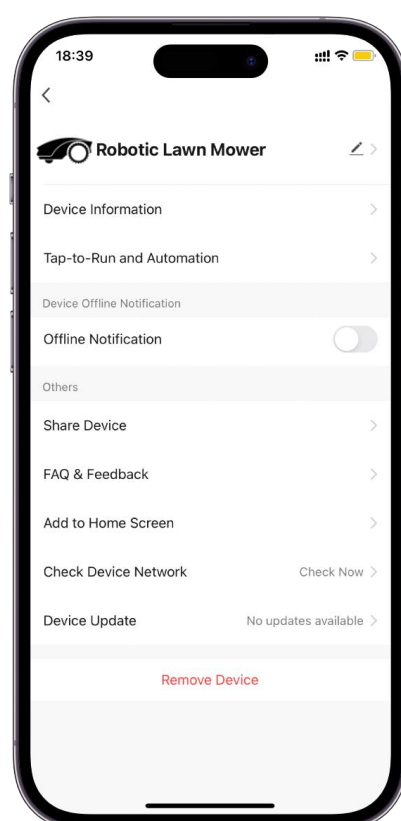 18:39
Robotic Lawn Mower
Device Information
Tap-to-Run and Automation
Device Offline Notification
Offline Notification
Others
Share Device
FAQ & Feedback
Add to Home Screen
Check Device Network Check Now
Device Update No updates available
Remove Device